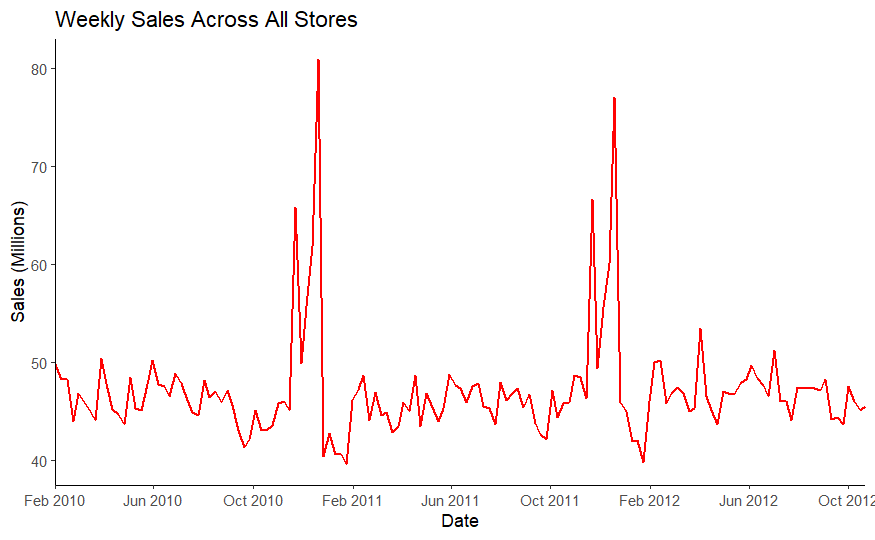 Weekly Sales Across All Stores
Sales (Millions)
80
70
60
50
40
Feb 2010 Jun 2010 Oct 2010 Feb 2011 Jun 2011 Oct 2011 Feb 2012 Jun 2012 Oct 2012
Date